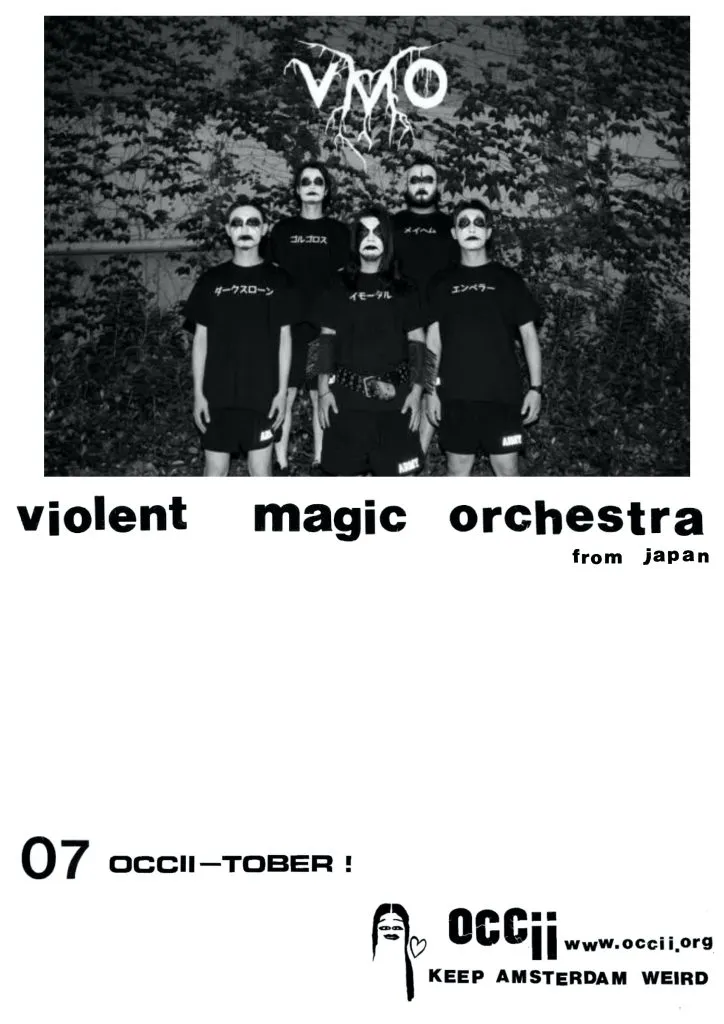 VMO
ゴルゴロス
メイヘム
ダークスローン
イモータル
エンペラー
ARMY
ARMY
violent magic orchestra
from japan
07 OCCII—TOBER !
OCCii www.occii.org
KEEP AMSTERDAM WEIRD